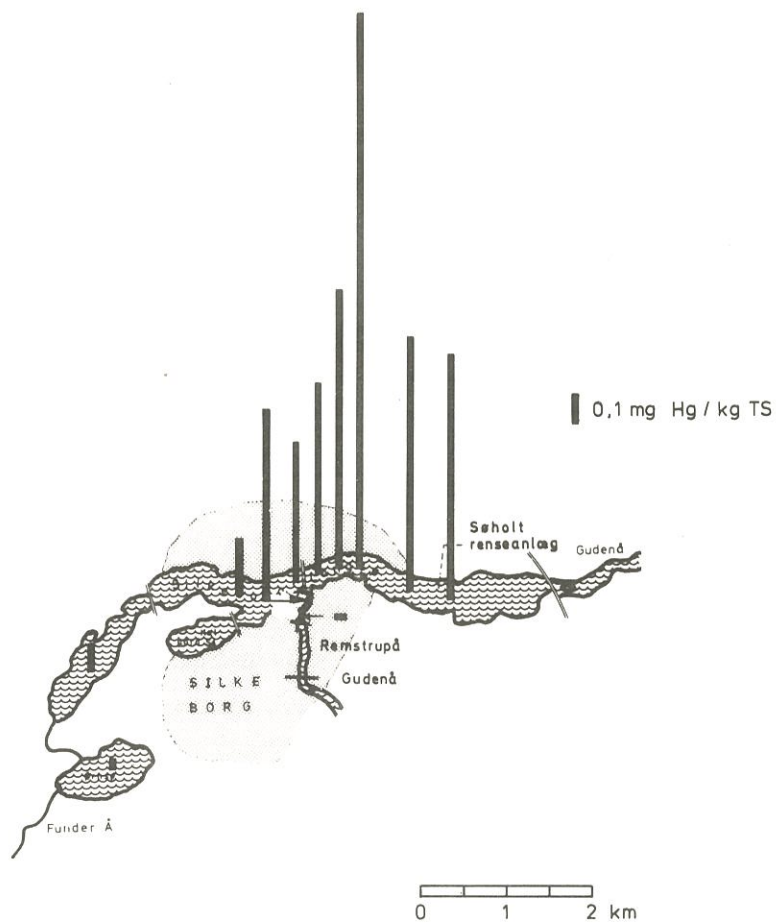 0,1 mg Hg / kg TS
Søholt
renseanlæg
Gudenå
Remstrupå
Gudenå
SILKE
BORG
Funder Å
0 1 2 km